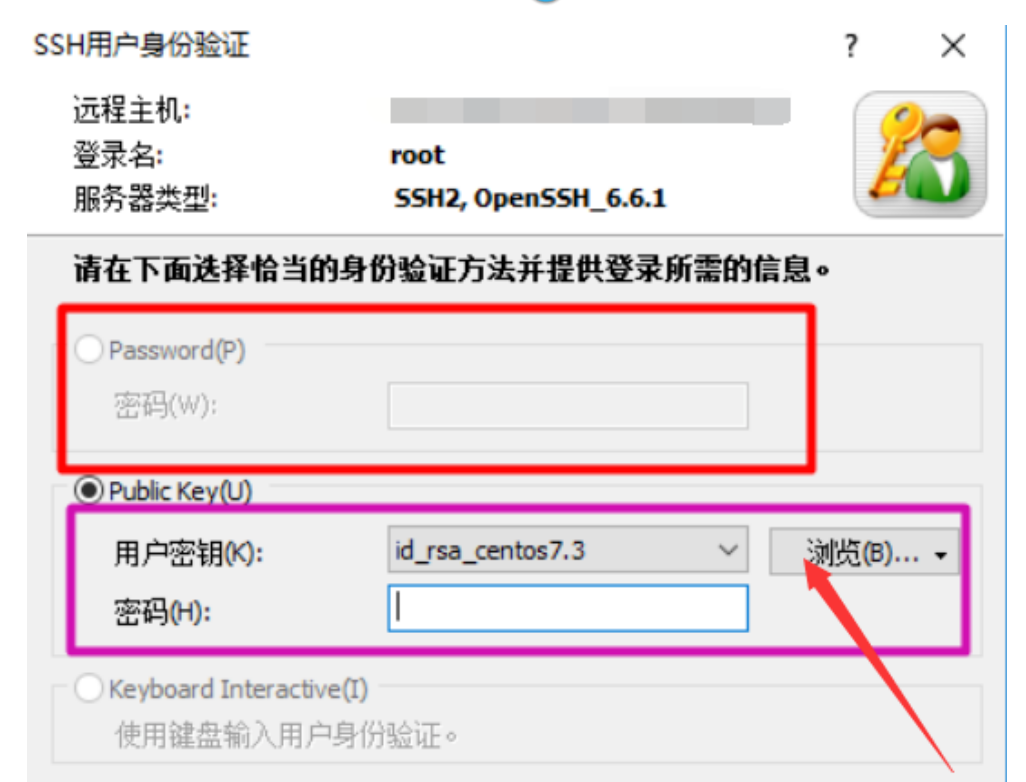 SSH用户身份验证
?
远程主机:
登录名: root
服务器类型: SSH2, OpenSSH_6.6.1
请在下面选择恰当的身份验证方法并提供登录所需的信息。
Password(P)
密码(W):
Public Key(U)
用户密钥(K): id_rsa_centos7.3 浏览(B)...
密码(H):
Keyboard Interactive(I)
使用键盘输入用户身份验证。